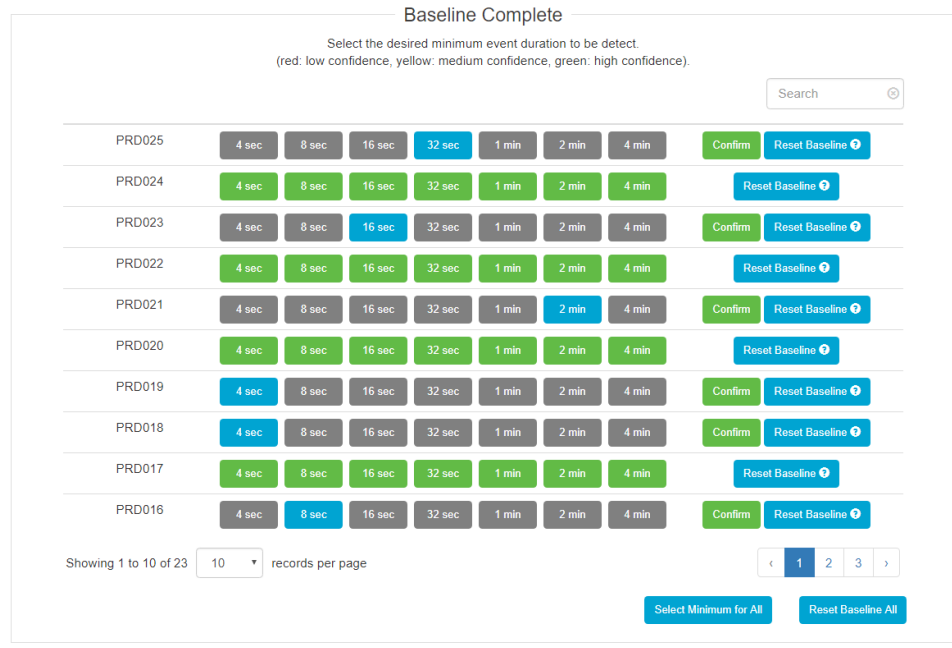 Baseline Complete
Select the desired minimum event duration to be detect.
(red: low confidence, yellow: medium confidence, green: high confidence).
Search
PRD025 4 sec 8 sec 16 sec 32 sec 1 min 2 min 4 min Confirm Reset Baseline ?
PRD024 4 sec 8 sec 16 sec 32 sec 1 min 2 min 4 min Reset Baseline ?
PRD023 4 sec 8 sec 16 sec 32 sec 1 min 2 min 4 min Confirm Reset Baseline ?
PRD022 4 sec 8 sec 16 sec 32 sec 1 min 2 min 4 min Reset Baseline ?
PRD021 4 sec 8 sec 16 sec 32 sec 1 min 2 min 4 min Confirm Reset Baseline ?
PRD020 4 sec 8 sec 16 sec 32 sec 1 min 2 min 4 min Reset Baseline ?
PRD019 4 sec 8 sec 16 sec 32 sec 1 min 2 min 4 min Confirm Reset Baseline ?
PRD018 4 sec 8 sec 16 sec 32 sec 1 min 2 min 4 min Confirm Reset Baseline ?
PRD017 4 sec 8 sec 16 sec 32 sec 1 min 2 min 4 min Reset Baseline ?
PRD016 4 sec 8 sec 16 sec 32 sec 1 min 2 min 4 min Confirm Reset Baseline ?
Showing 1 to 10 of 23 10 records per page ‹ 1 2 3 ›
Select Minimum for All Reset Baseline All